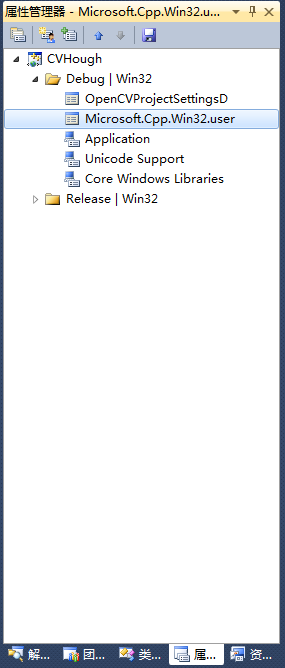 属性管理器 - Microsoft.Cpp.Win32.u...
CVHough
Debug | Win32
OpenCVProjectSettingsD
Microsoft.Cpp.Win32.user
Application
Unicode Support
Core Windows Libraries
Release | Win32
解... 团... 类... 属... 资...